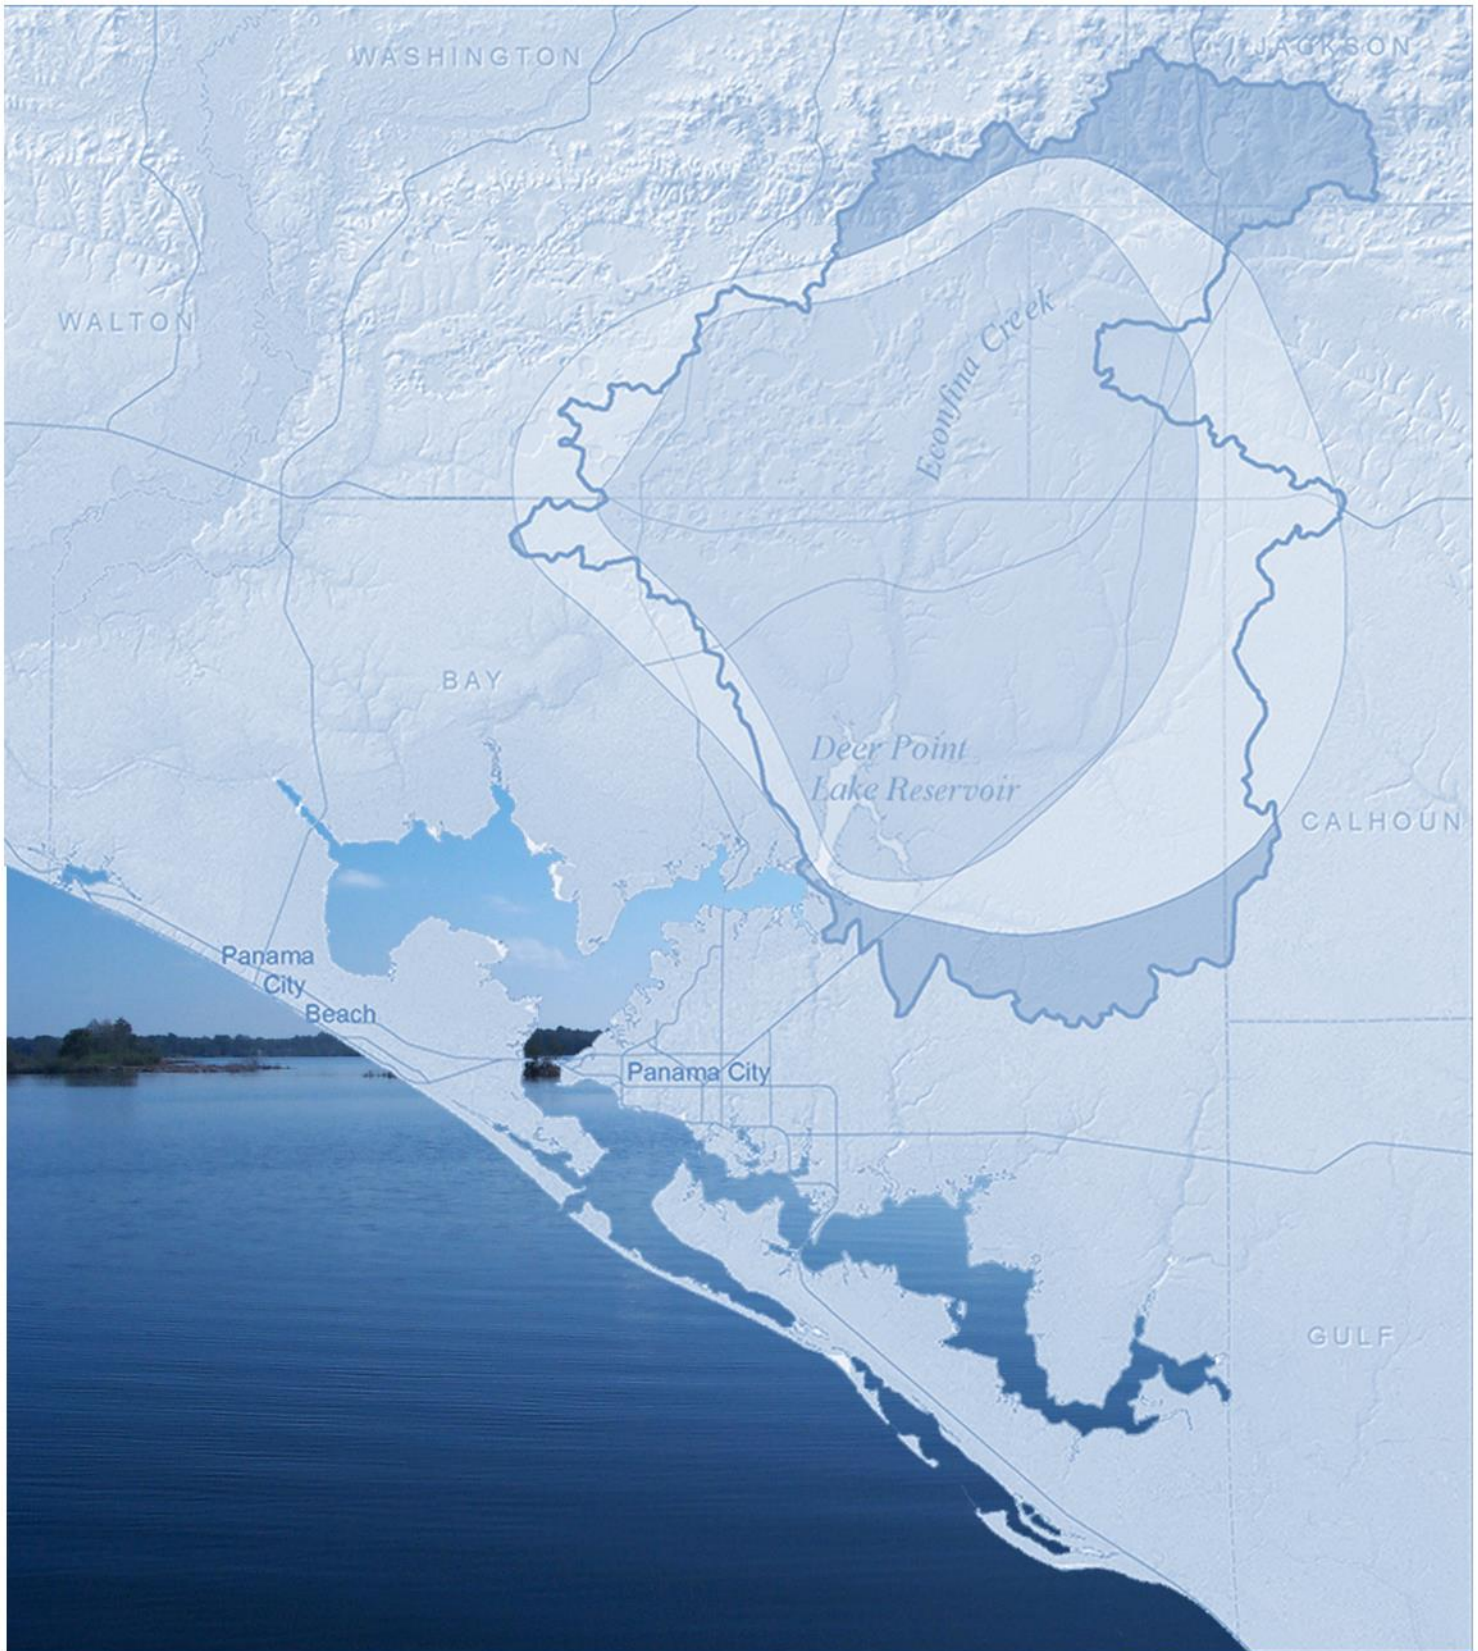 WASHINGTON
JACKSON
WALTON
Econfina Creek
BAY
Deer Point
Lake Reservoir
CALHOUN
Panama
City
Beach
Panama City
GULF